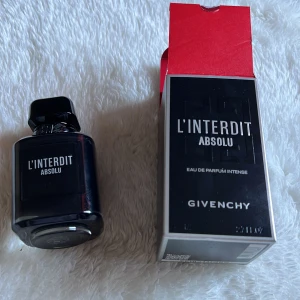 L'INTERDIT
ABSOLU
L'INTERDIT
ABSOLU
EAU DE PARFUM INTENSE
GIVENCHY